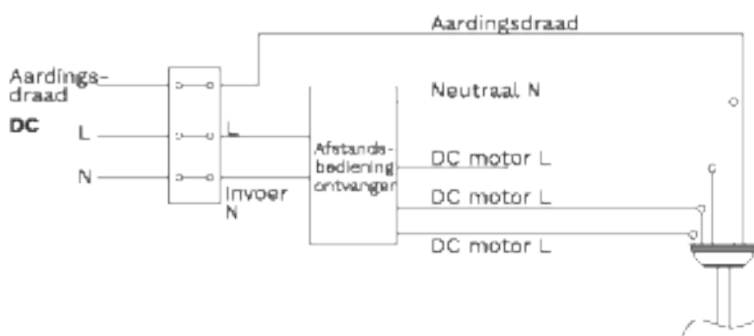 Aardingsdraad
Aardings-
draad
DC
L
N
L
Invoer
N
Afstands-
bediening
ontvanger
Neutraal N
DC motor L
DC motor L
DC motor L